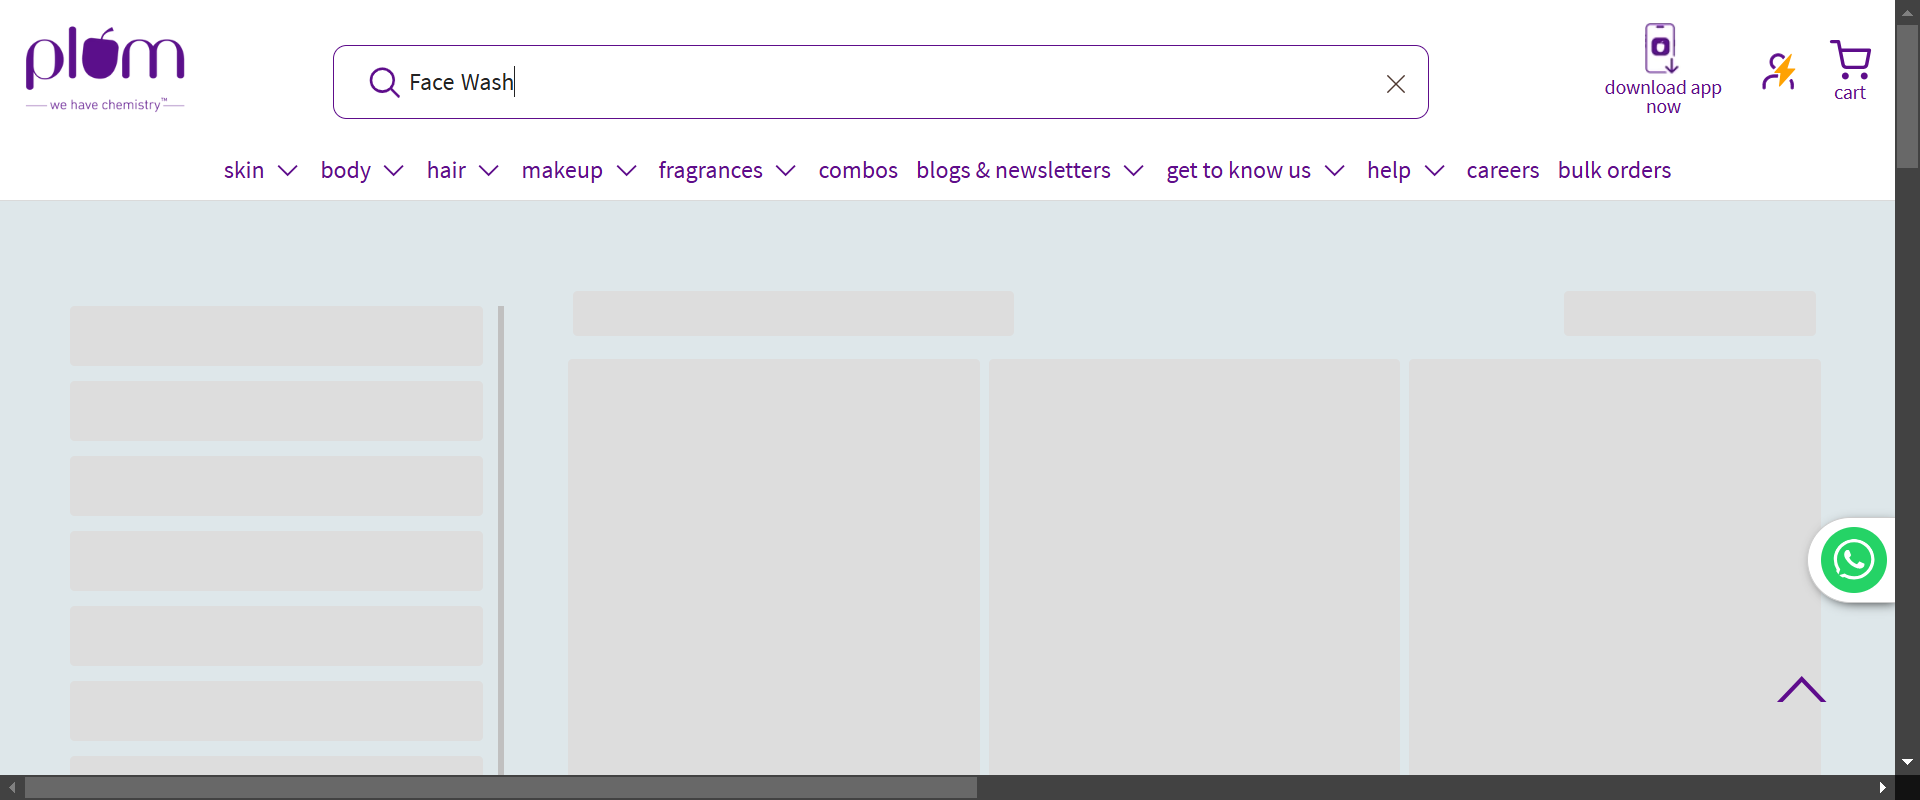 plum
we have chemistry™
Face Wash
download app
now
cart
skin
body
hair
makeup
fragrances
combos
blogs & newsletters
get to know us
help
careers
bulk orders